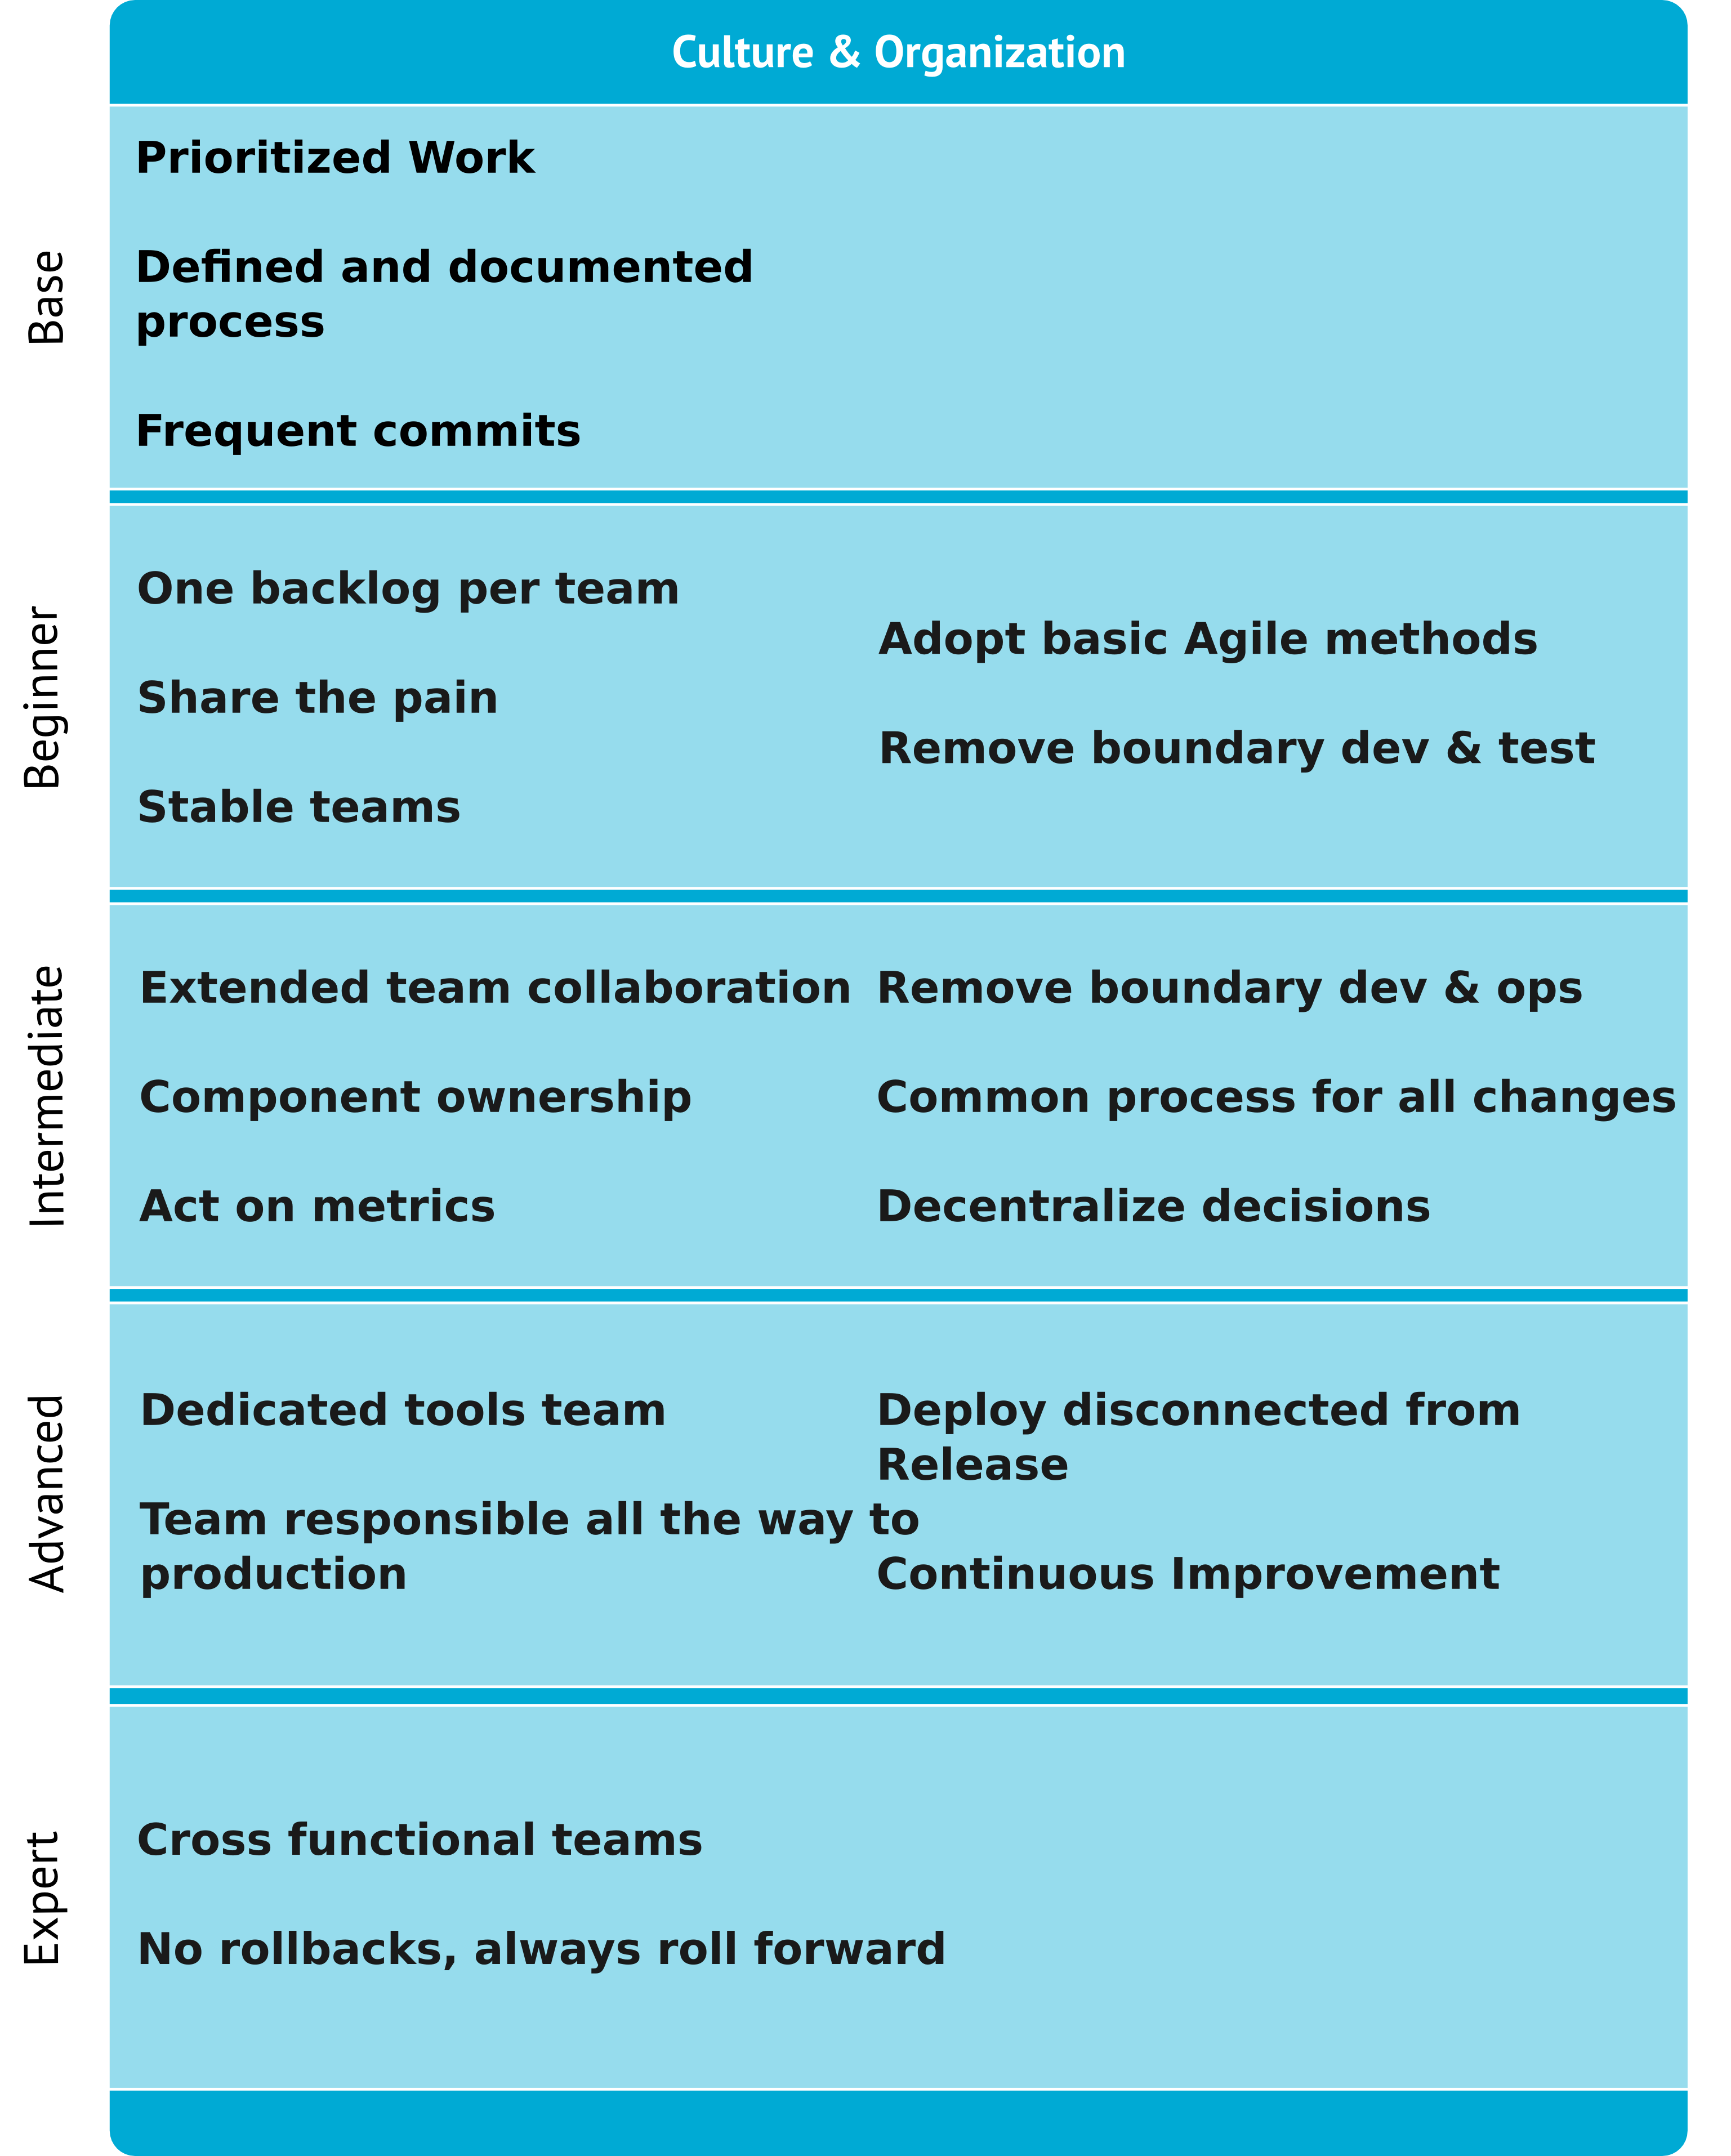 Culture & Organization
Base
Prioritized Work
Defined and documented
process
Frequent commits
Beginner
One backlog per team
Share the pain
Stable teams
Adopt basic Agile methods
Remove boundary dev & test
Intermediate
Extended team collaboration
Component ownership
Act on metrics
Remove boundary dev & ops
Common process for all changes
Decentralize decisions
Advanced
Dedicated tools team
Team responsible all the way to
production
Deploy disconnected from
Release
Continuous Improvement
Expert
Cross functional teams
No rollbacks, always roll forward